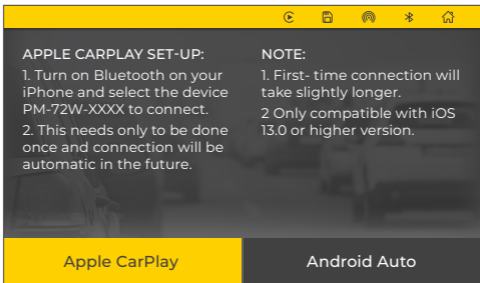 APPLE CARPLAY SET-UP:
1. Turn on Bluetooth on your
iPhone and select the device
PM-72W-XXXX to connect.
2. This needs only to be done
once and connection will be
automatic in the future.
NOTE:
1. First- time connection will
take slightly longer.
2 Only compatible with iOS
13.0 or higher version.
Apple CarPlay
Android Auto